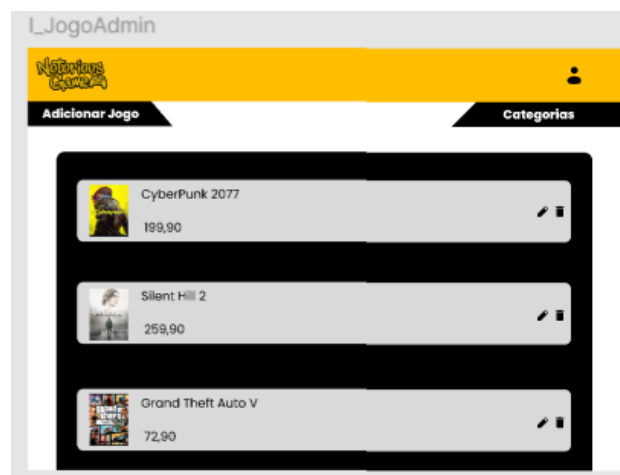 I_JogoAdmin
Notorious
Game
Adicionar Jogo
Categorias
CyberPunk 2077
199,90
Silent Hill 2
259,90
Grand Theft Auto V
72,90